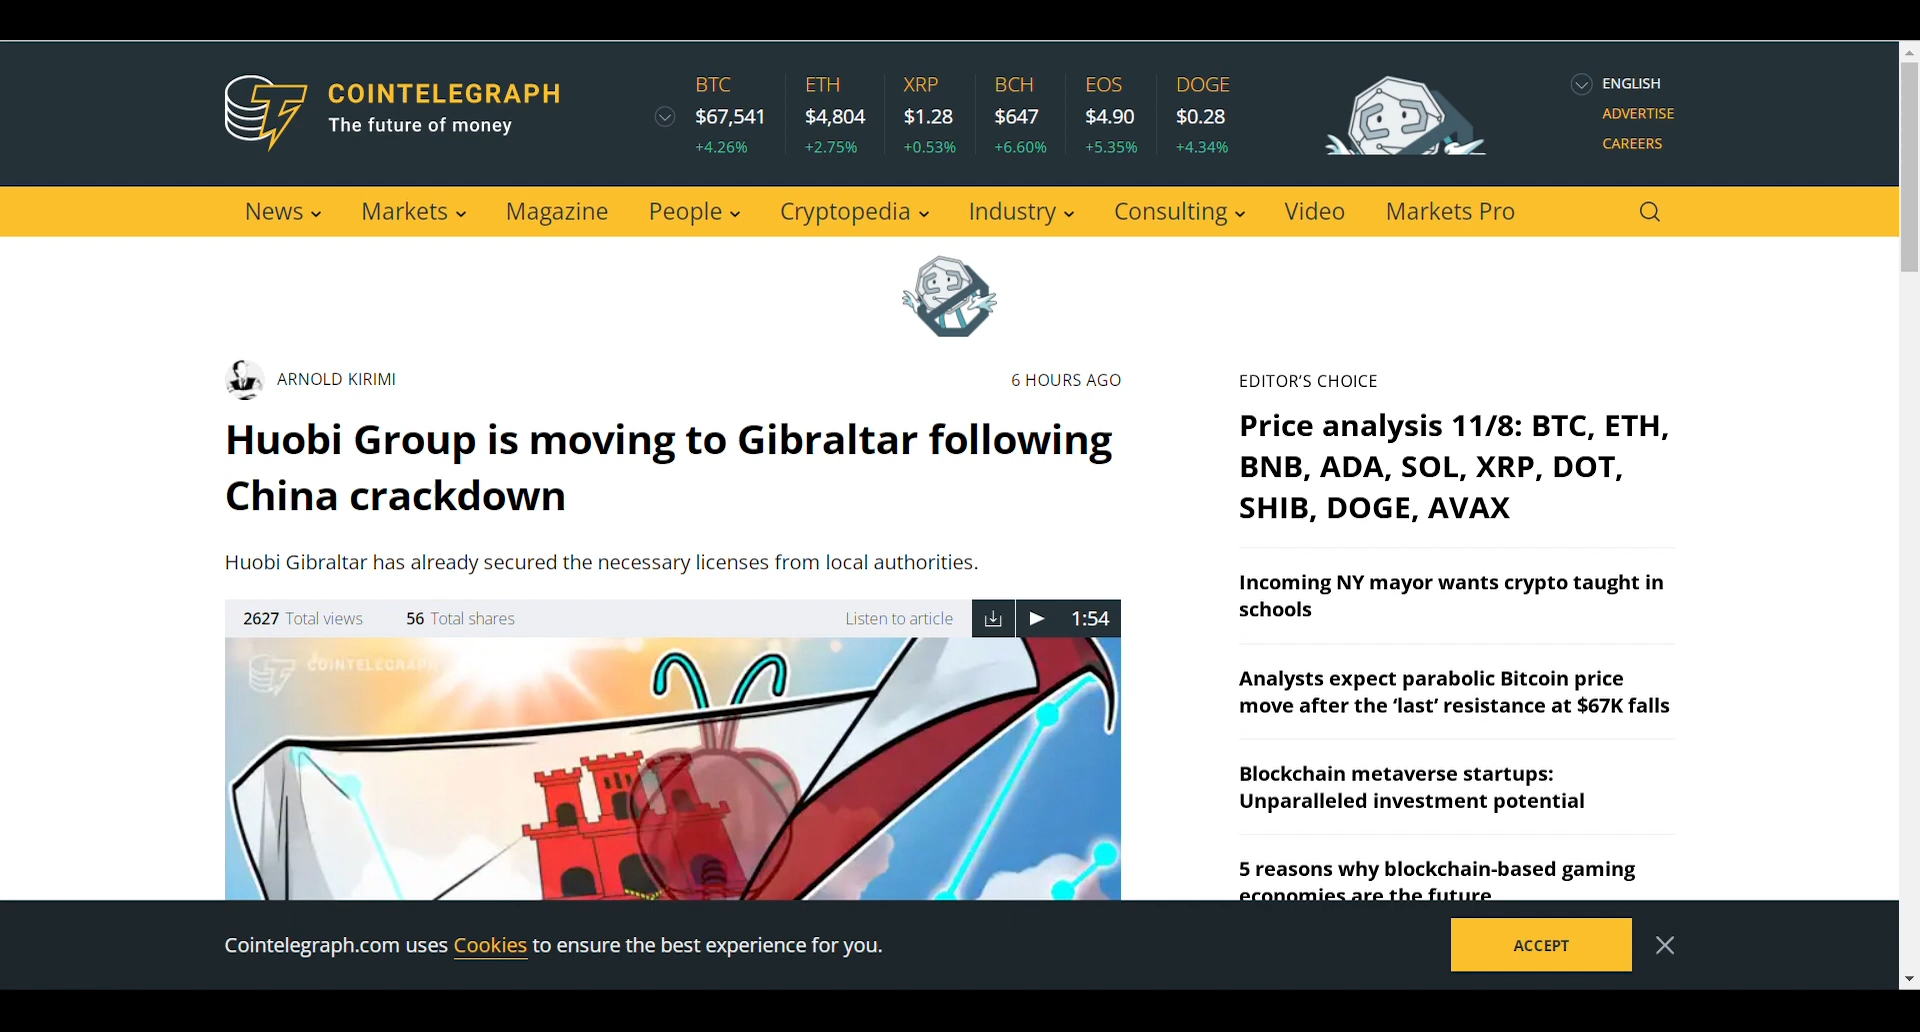 COINTELEGRAPH
The future of money
BTC
$67,541
+4.26%
ETH
$4,804
+2.75%
XRP
$1.28
+0.53%
BCH
$647
+6.60%
EOS
$4.90
+5.35%
DOGE
$0.28
+4.34%
ENGLISH
ADVERTISE
CAREERS
News Markets Magazine People Cryptopedia Industry Consulting Video Markets Pro
ARNOLD KIRIMI
6 HOURS AGO
Huobi Group is moving to Gibraltar following
China crackdown
Huobi Gibraltar has already secured the necessary licenses from local authorities.
2627 Total views 56 Total shares Listen to article 1:54
COINTELEGRAPH
EDITOR’S CHOICE
Price analysis 11/8: BTC, ETH,
BNB, ADA, SOL, XRP, DOT,
SHIB, DOGE, AVAX
Incoming NY mayor wants crypto taught in
schools
Analysts expect parabolic Bitcoin price
move after the ‘last’ resistance at $67K falls
Blockchain metaverse startups:
Unparalleled investment potential
5 reasons why blockchain-based gaming
economies are the future
Cointelegraph.com uses Cookies to ensure the best experience for you.
ACCEPT